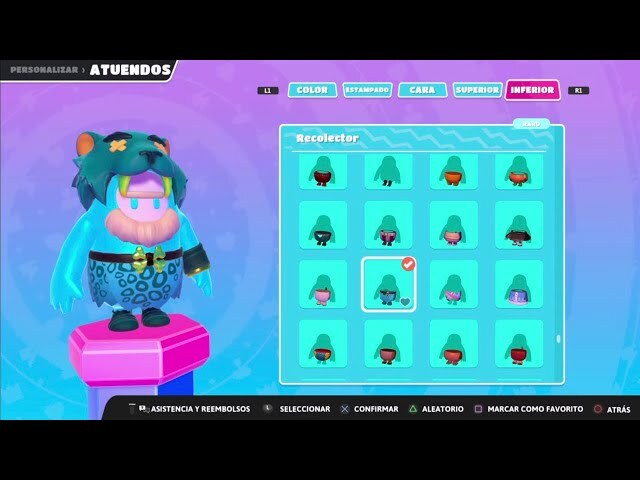 PERSONALIZAR › ATUENDOS
L1 COLOR ESTAMPADO CARA SUPERIOR INFERIOR R1
Recolector
ASISTENCIA Y REEMBOLSOS L SELECCIONAR CONFIRMAR ALEATORIO MARCAR COMO FAVORITO ATRÁS